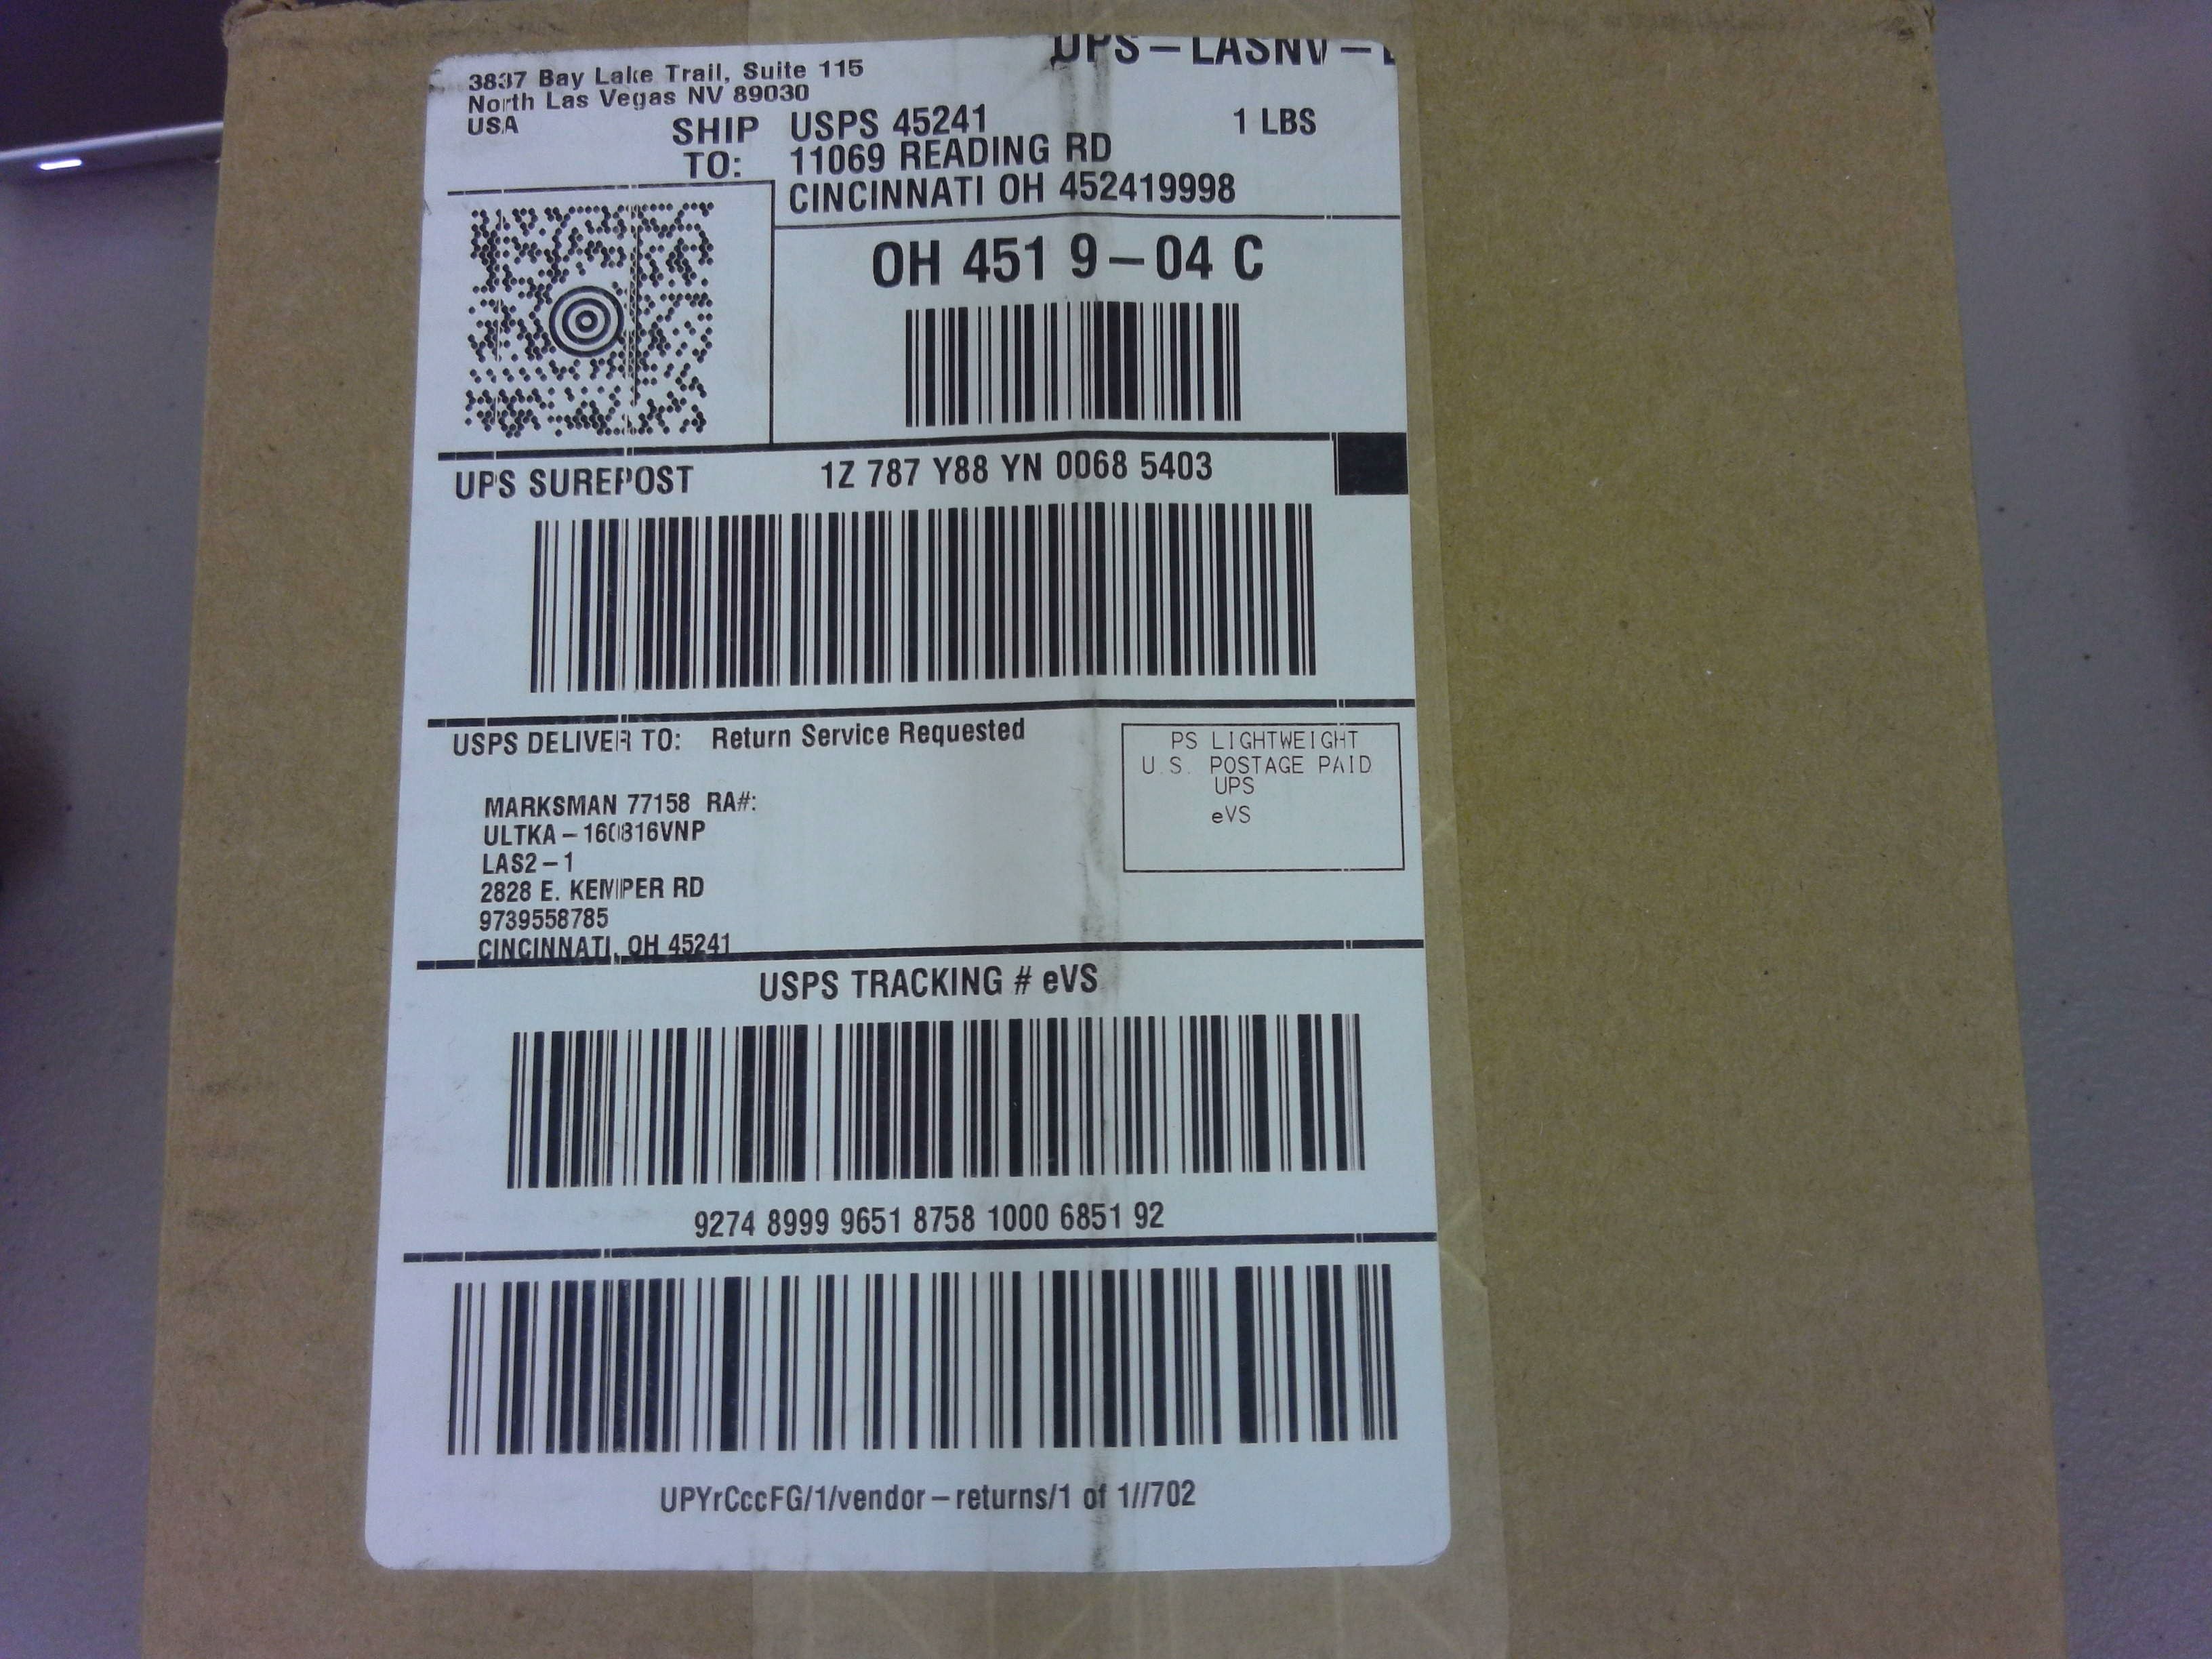 UPS – LASNV –
3837 Bay Lake Trail, Suite 115
North Las Vegas NV 89030
USA
SHIP TO: USPS 45241 1 LBS
11069 READING RD
CINCINNATI OH 452419998
OH 451 9 – 04 C
UPS SUREPOST 1Z 787 Y88 YN 0068 5403
USPS DELIVER TO: Return Service Requested
PS LIGHTWEIGHT
U.S. POSTAGE PAID
UPS
eVS
MARKSMAN 77158 RA#:
ULTKA – 160816VNP
LAS2 – 1
2828 E. KEMPER RD
9739558785
CINCINNATI, OH 45241
USPS TRACKING # eVS
9274 8999 9651 8758 1000 6851 92
UPYrCccFG/1/vendor – returns/1 of 1//702